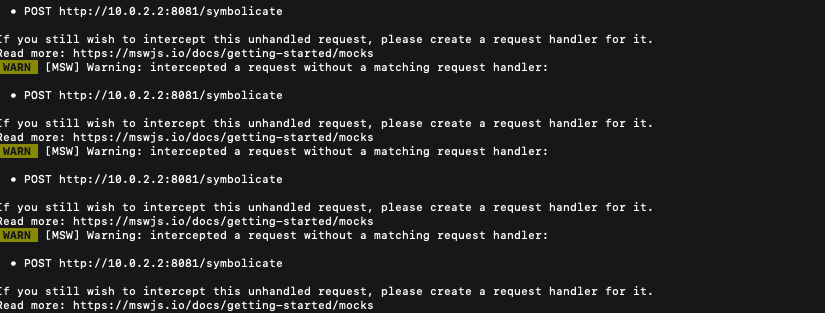 • POST http://10.0.2.2:8081/symbolicate
If you still wish to intercept this unhandled request, please create a request handler for it.
Read more: https://mswjs.io/docs/getting-started/mocks
WARN [MSW] Warning: intercepted a request without a matching request handler:
• POST http://10.0.2.2:8081/symbolicate
If you still wish to intercept this unhandled request, please create a request handler for it.
Read more: https://mswjs.io/docs/getting-started/mocks
WARN [MSW] Warning: intercepted a request without a matching request handler:
• POST http://10.0.2.2:8081/symbolicate
If you still wish to intercept this unhandled request, please create a request handler for it.
Read more: https://mswjs.io/docs/getting-started/mocks
WARN [MSW] Warning: intercepted a request without a matching request handler:
• POST http://10.0.2.2:8081/symbolicate
If you still wish to intercept this unhandled request, please create a request handler for it.
Read more: https://mswjs.io/docs/getting-started/mocks